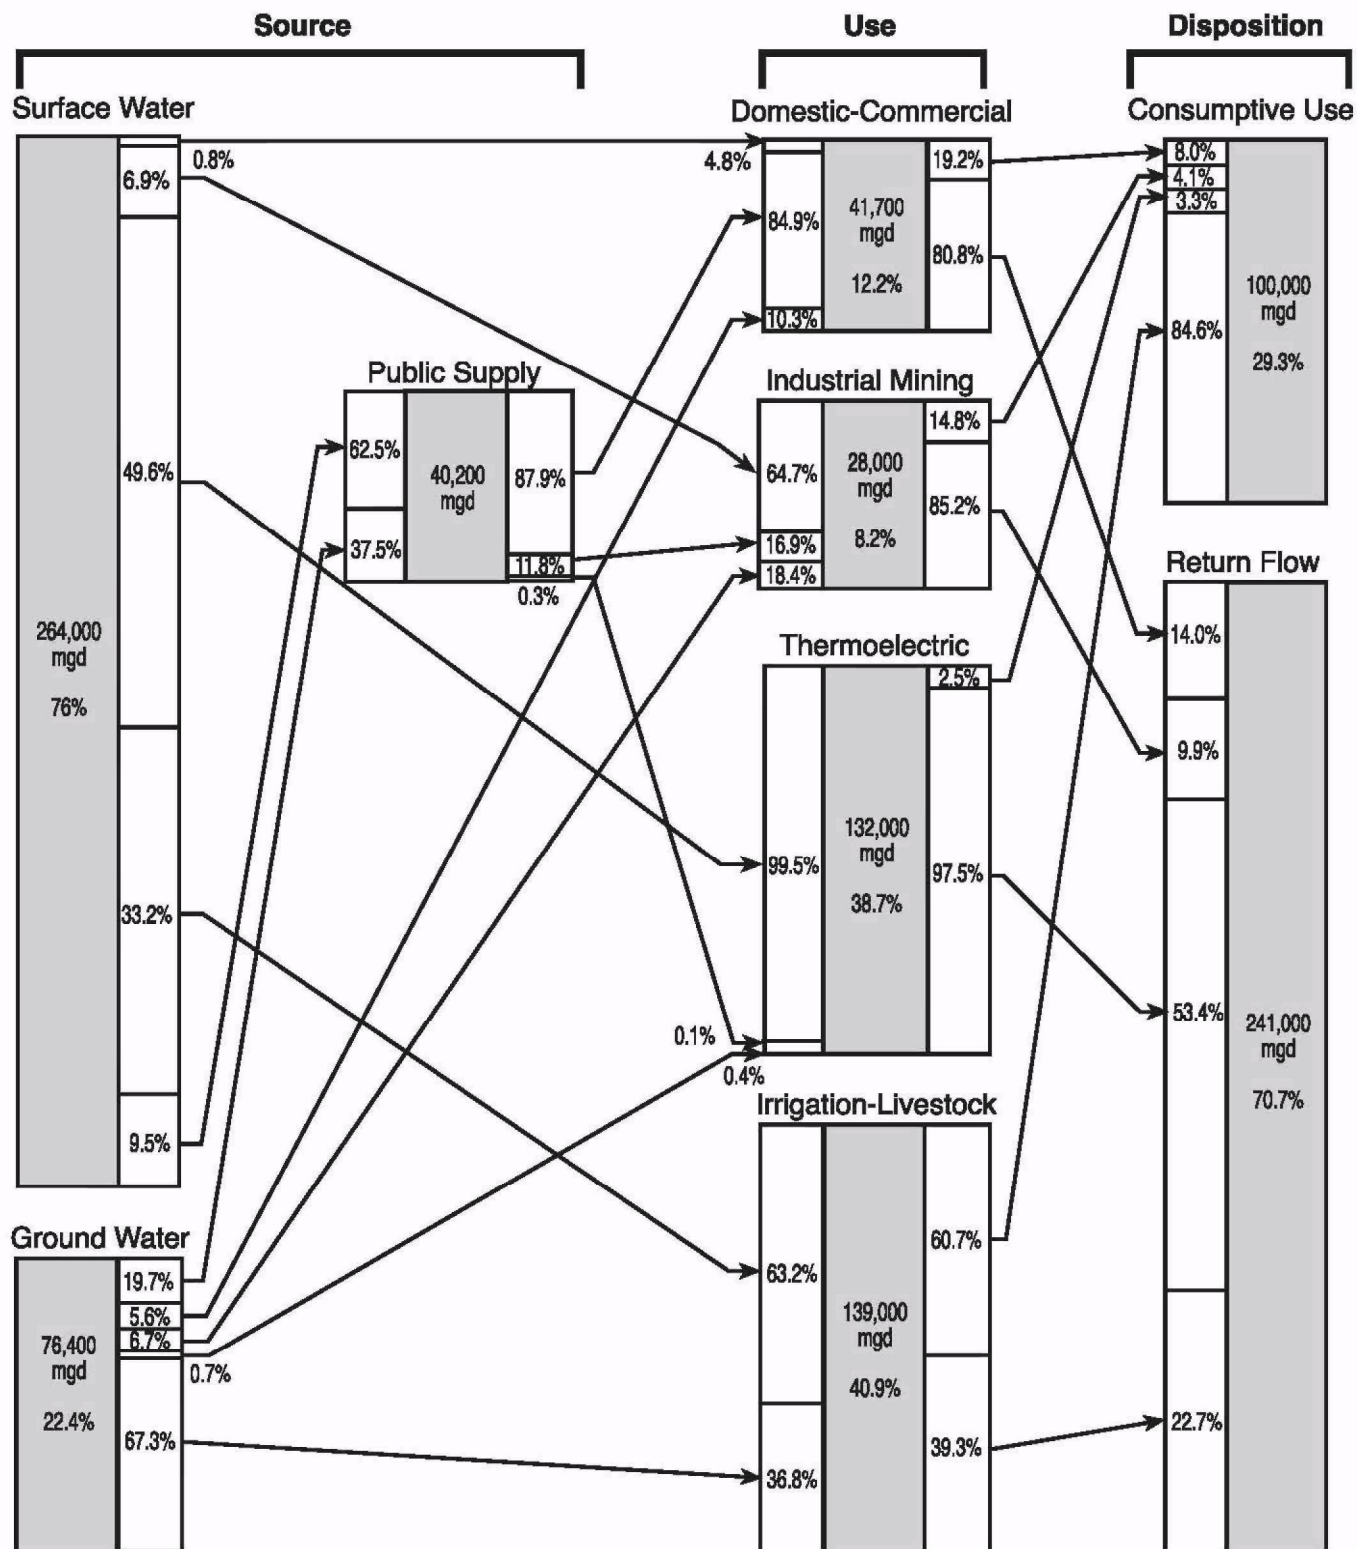 Source
Use
Disposition
Surface Water
Domestic-Commercial
Consumptive Use
0.8%
6.9%
49.6%
264,000
mgd
76%
33.2%
9.5%
Public Supply
62.5%
37.5%
40,200
mgd
87.9%
11.8%
0.3%
Ground Water
19.7%
5.6%
6.7%
0.7%
67.3%
76,400
mgd
22.4%
4.8%
84.9%
10.3%
41,700
mgd
12.2%
19.2%
80.8%
Industrial Mining
64.7%
16.9%
18.4%
28,000
mgd
8.2%
14.8%
85.2%
Thermoelectric
99.5%
0.1%
0.4%
132,000
mgd
38.7%
2.5%
97.5%
Irrigation-Livestock
63.2%
36.8%
139,000
mgd
40.9%
60.7%
39.3%
8.0%
4.1%
3.3%
84.6%
100,000
mgd
29.3%
Return Flow
14.0%
9.9%
53.4%
22.7%
241,000
mgd
70.7%